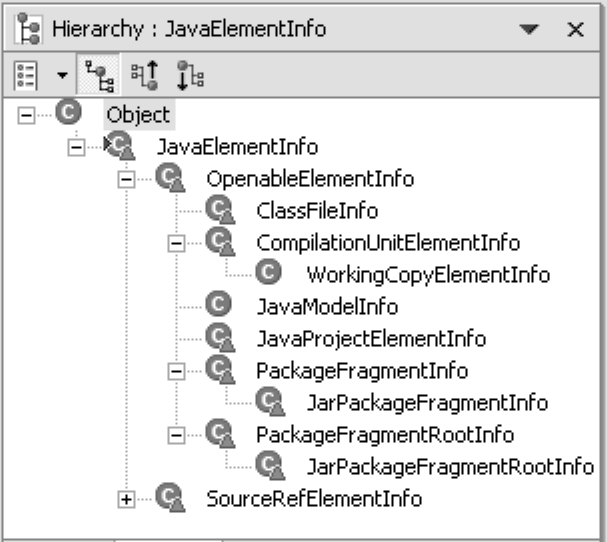 Hierarchy : JavaElementInfo
Object
JavaElementInfo
OpenableElementInfo
ClassFileInfo
CompilationUnitElementInfo
WorkingCopyElementInfo
JavaModelInfo
JavaProjectElementInfo
PackageFragmentInfo
JarPackageFragmentInfo
PackageFragmentRootInfo
JarPackageFragmentRootInfo
SourceRefElementInfo